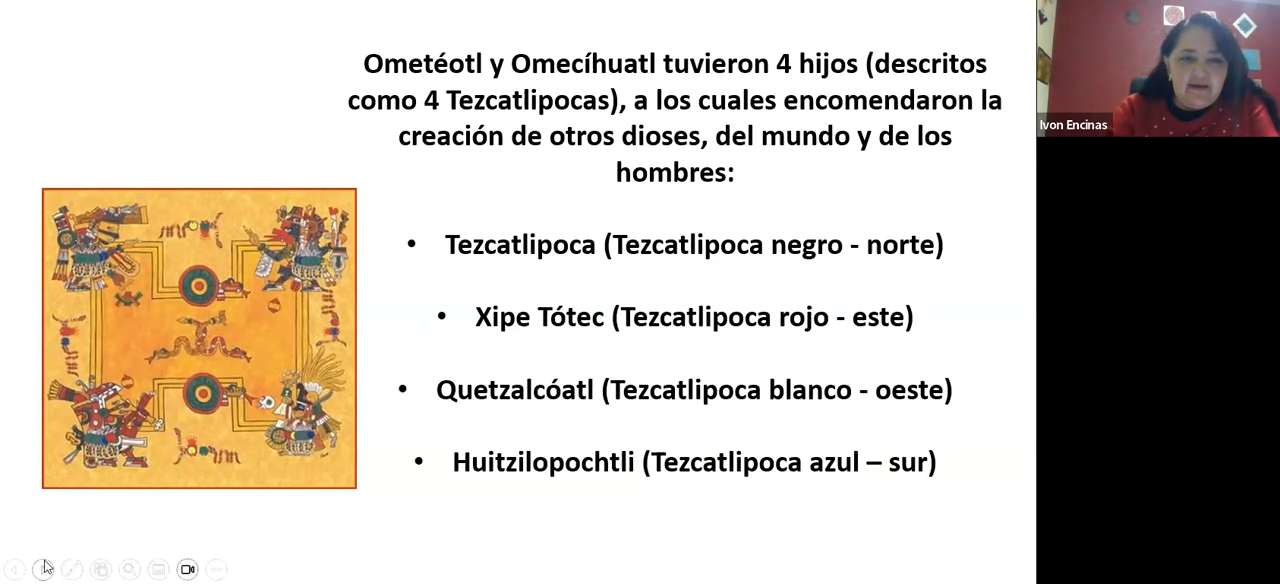 Ometéotl y Omecíhuatl tuvieron 4 hijos (descritos
como 4 Tezcatlipocas), a los cuales encomendaron la
creación de otros dioses, del mundo y de los
hombres:
• Tezcatlipoca (Tezcatlipoca negro - norte)
• Xipe Tótec (Tezcatlipoca rojo - este)
• Quetzalcóatl (Tezcatlipoca blanco - oeste)
• Huitzilopochtli (Tezcatlipoca azul – sur)
Ivon Encinas